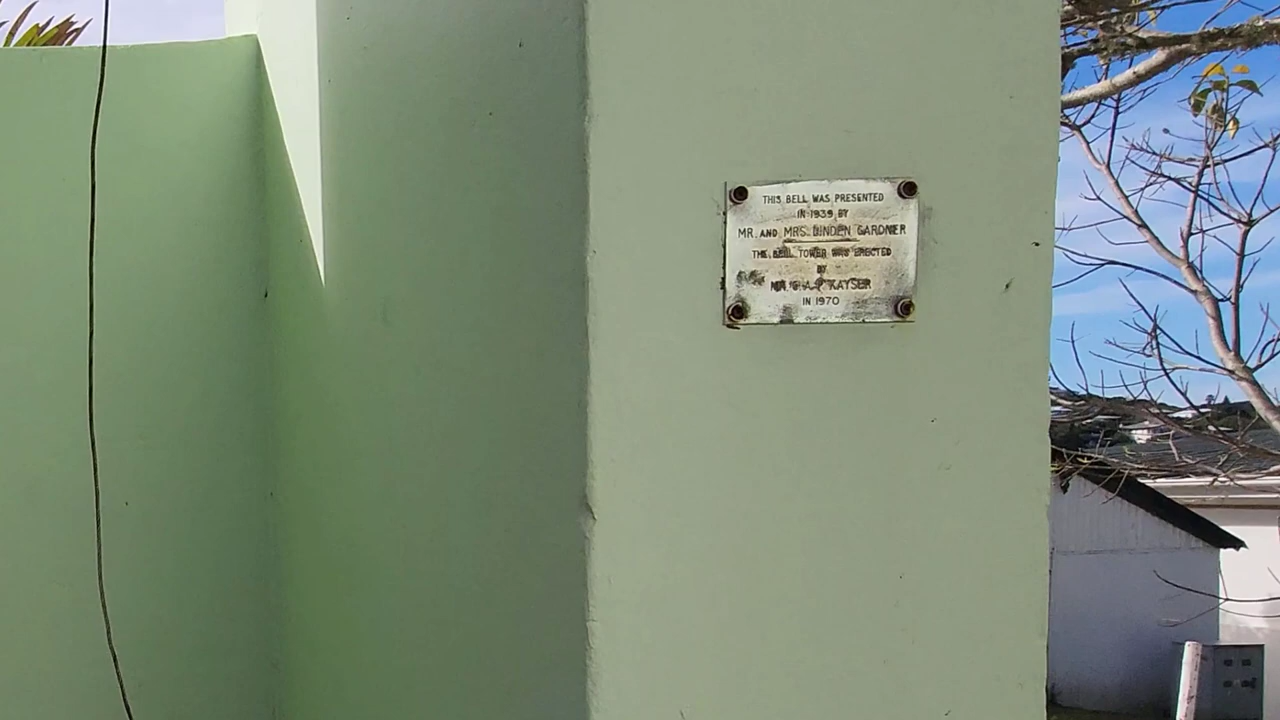 THIS BELL WAS PRESENTED
IN 1939 BY
MR. AND MRS. LINDEN GARDNER
THE BELL TOWER WAS ERECTED
BY
KAYSER
IN 1970